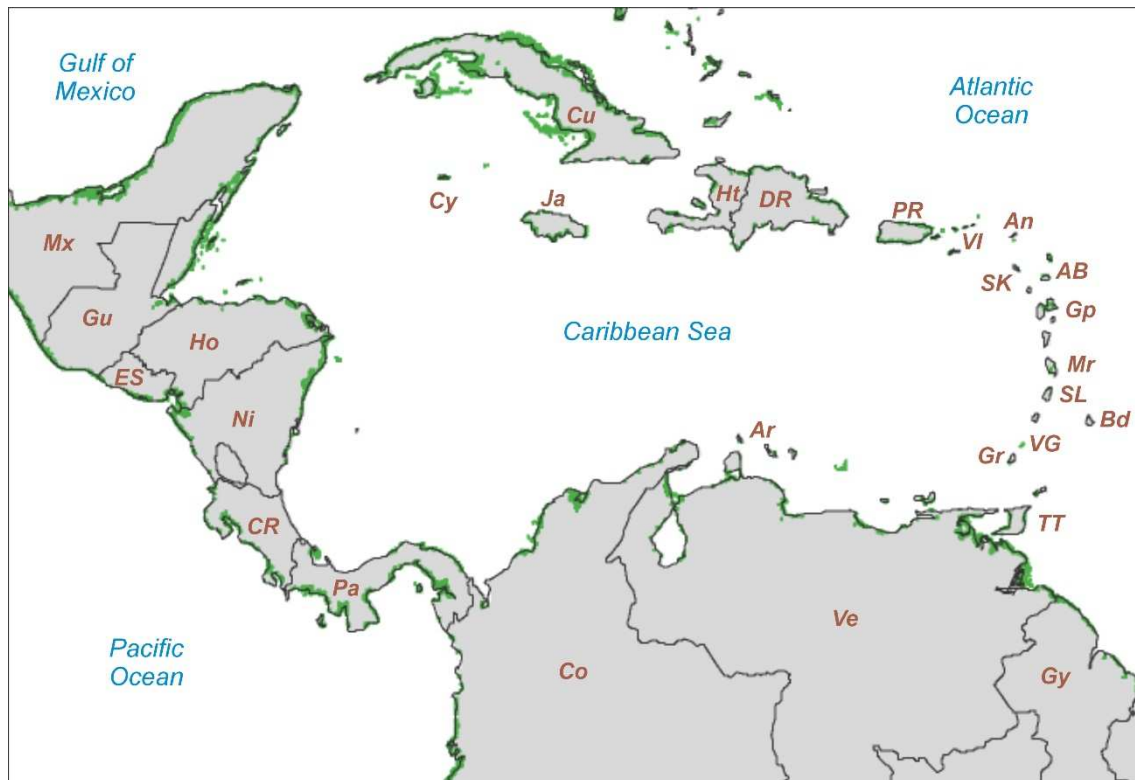 Gulf of
Mexico
Atlantic
Ocean
Cu
Cy
Ja
Ht
DR
PR
VI
An
Mx
SK
AB
Gu
Gp
Ho
Caribbean Sea
ES
Mr
SL
Ni
Bd
Ar
VG
Gr
CR
TT
Pa
Ve
Pacific
Ocean
Co
Gy